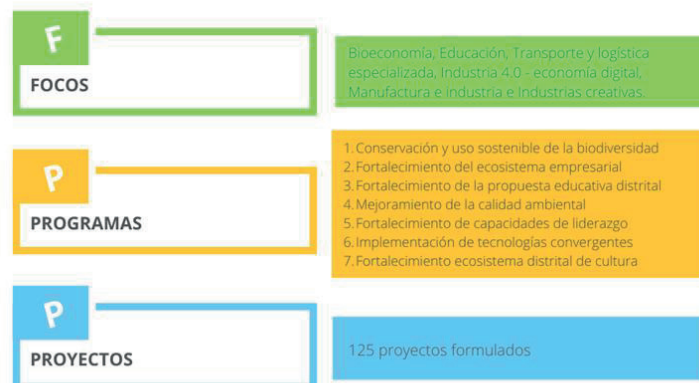 F
FOCOS
Bioeconomía, Educación, Transporte y logística
especializada, Industria 4.0 - economía digital,
Manufactura e industria e Industrias creativas.
P
PROGRAMAS
1. Conservación y uso sostenible de la biodiversidad
2. Fortalecimiento del ecosistema empresarial
3. Fortalecimiento de la propuesta educativa distrital
4. Mejoramiento de la calidad ambiental
5. Fortalecimiento de capacidades de liderazgo
6. Implementación de tecnologías convergentes
7. Fortalecimiento ecosistema distrital de cultura
P
PROYECTOS
125 proyectos formulados